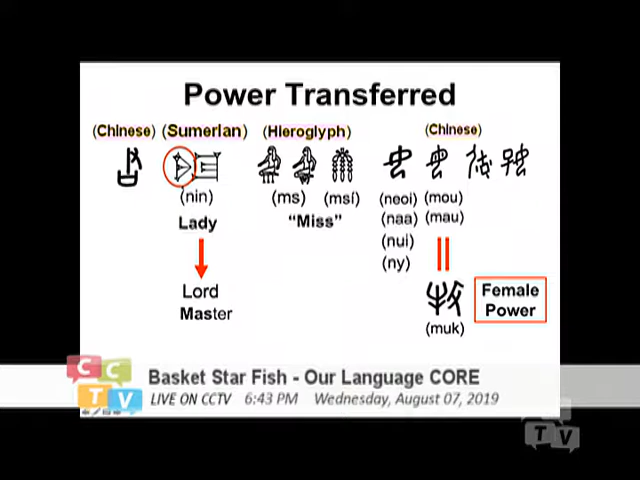 Power Transferred
(Chinese) (Sumerian) (Hieroglyph) (Chinese)
(nin) (ms) (msí) (neoi) (mou)
Lady "Miss" (naa) (mau)
(nui)
(ny)
Lord
Master
(muk)
Female
Power
CCTV
Basket Star Fish - Our Language CORE
LIVE ON CCTV 6:43 PM Wednesday, August 07, 2019
TV